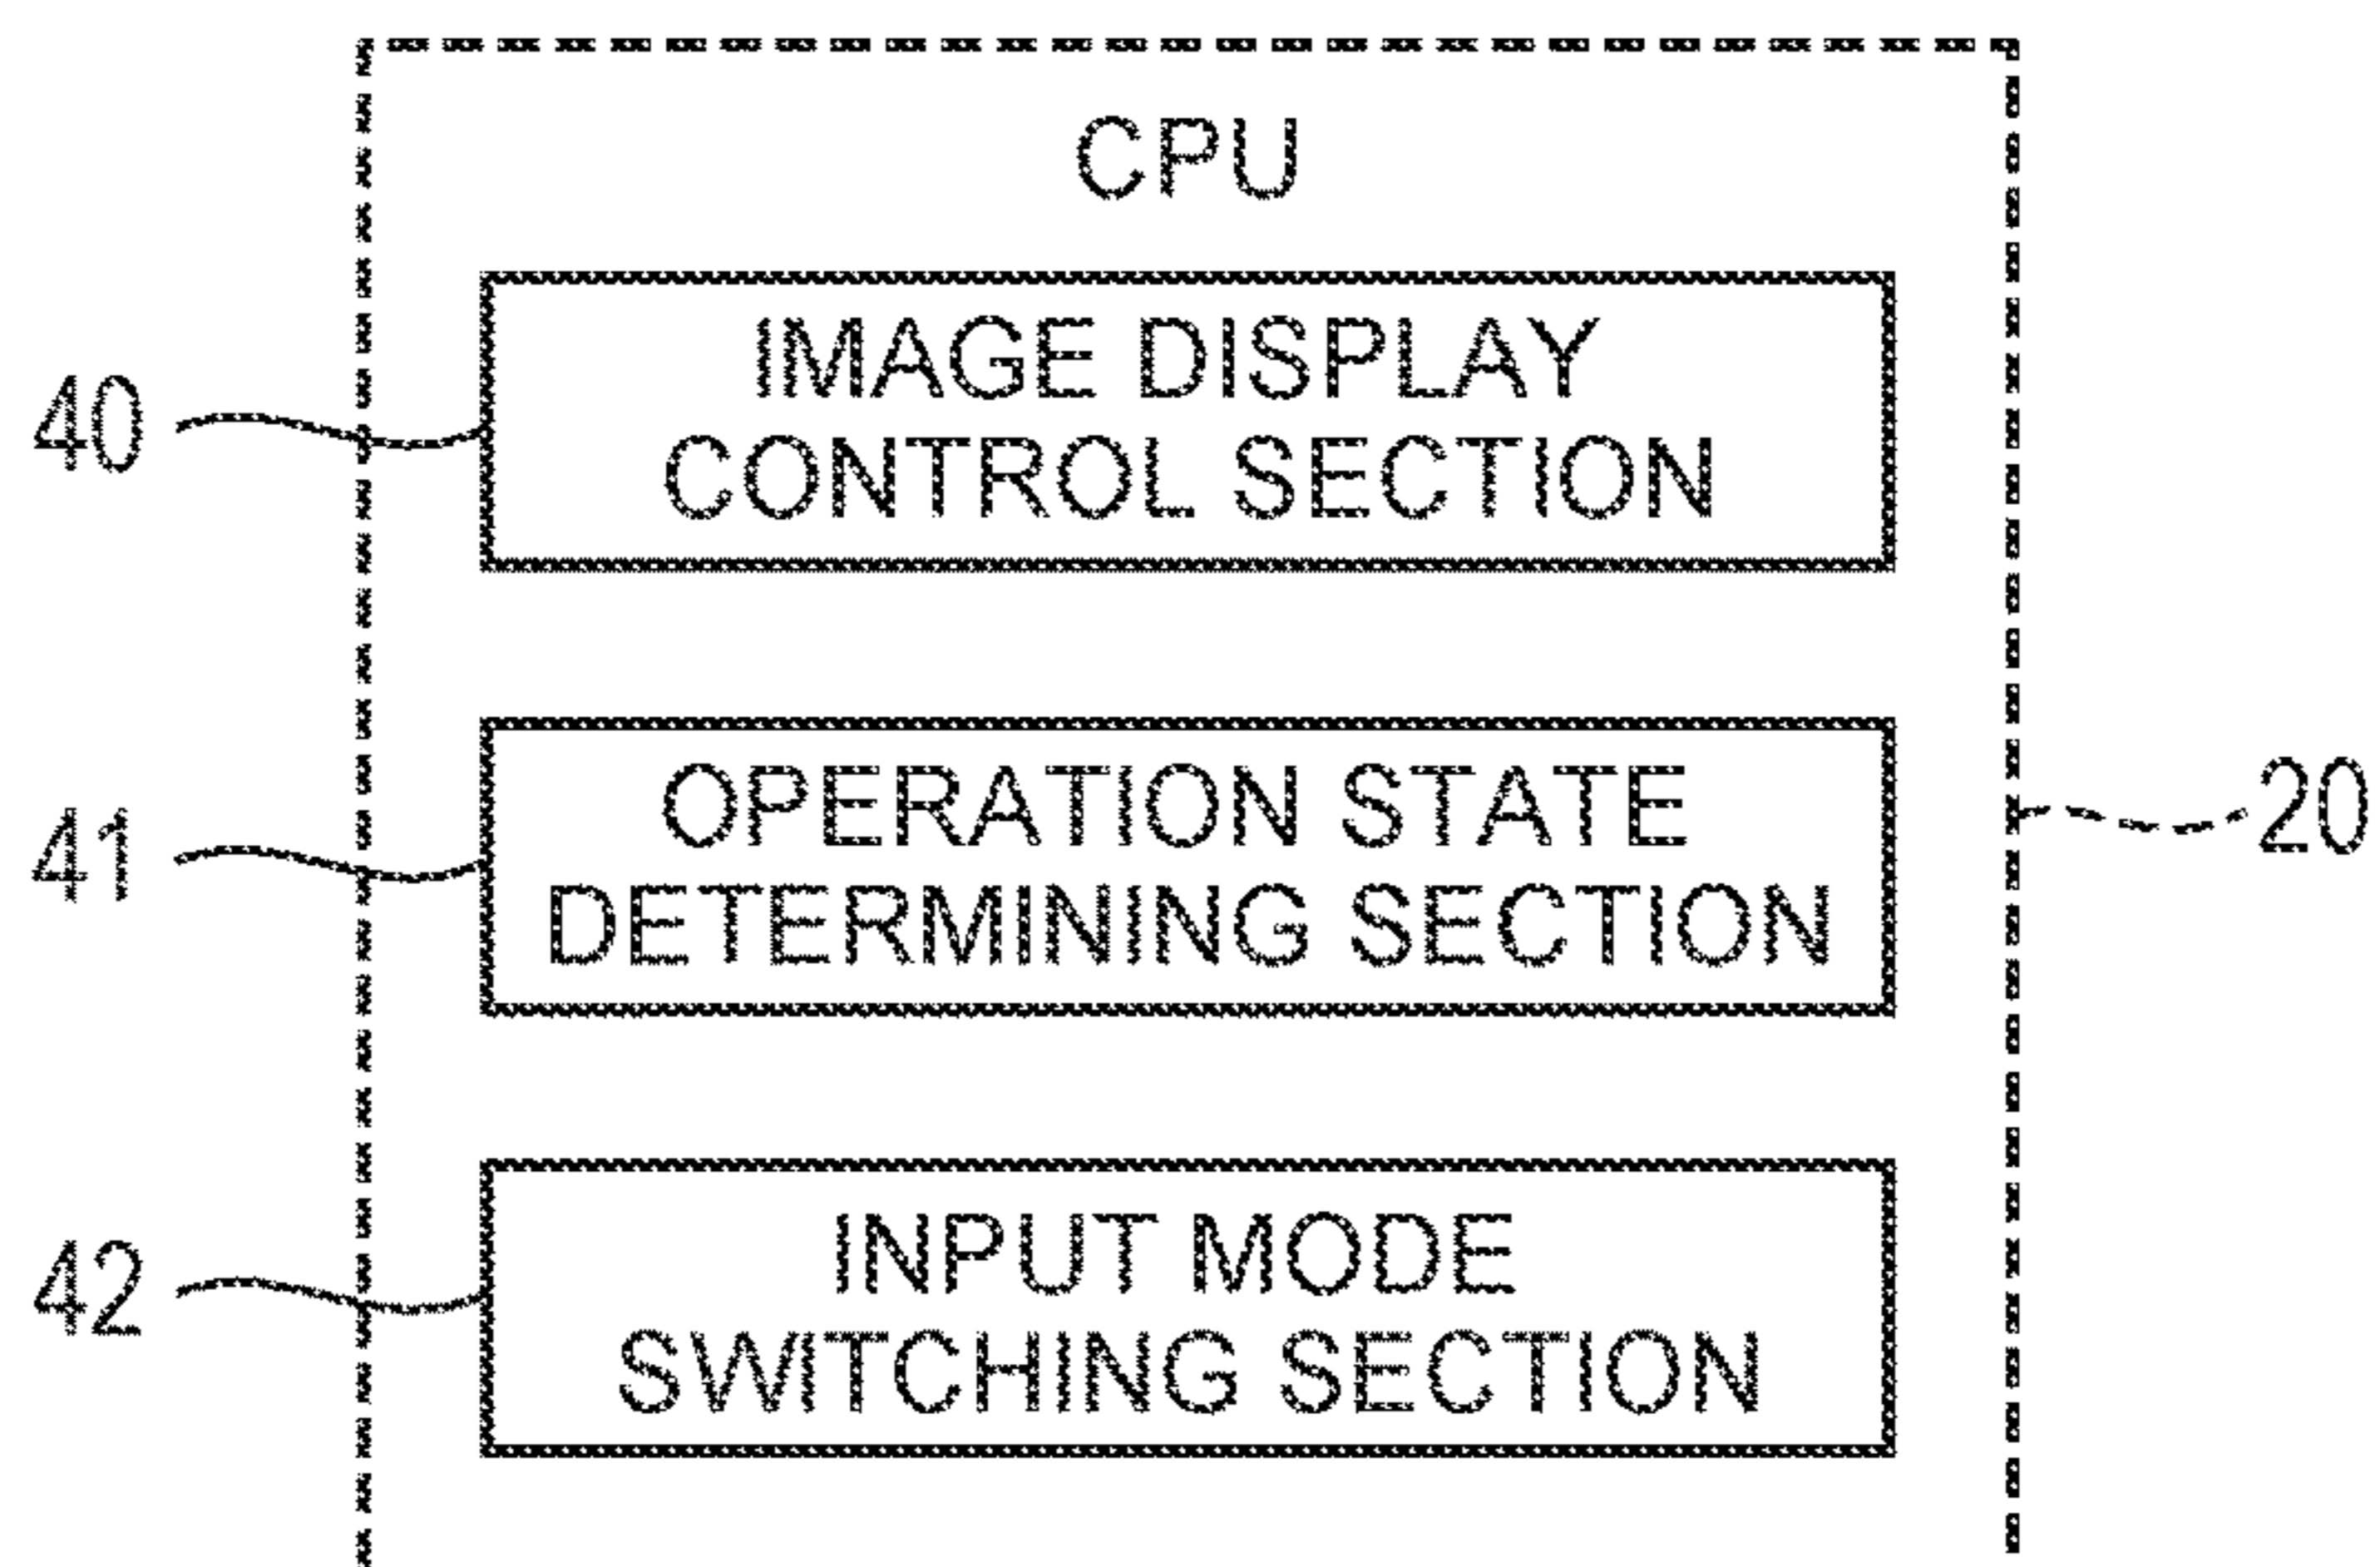 CPU
40
IMAGE DISPLAY
CONTROL SECTION
41
OPERATION STATE
DETERMINING SECTION
20
42
INPUT MODE
SWITCHING SECTION